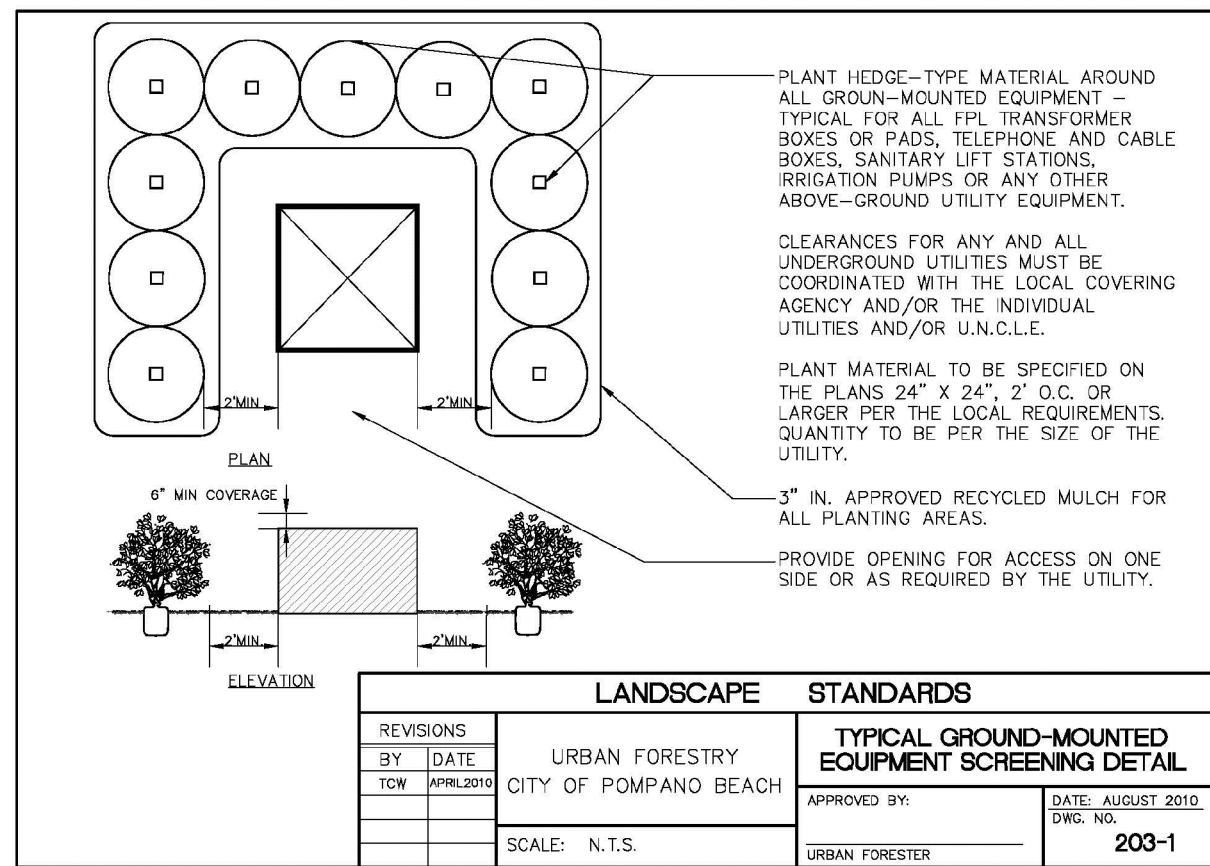 PLANT HEDGE-TYPE MATERIAL AROUND
ALL GROUN-MOUNTED EQUIPMENT -
TYPICAL FOR ALL FPL TRANSFORMER
BOXES OR PADS, TELEPHONE AND CABLE
BOXES, SANITARY LIFT STATIONS,
IRRIGATION PUMPS OR ANY OTHER
ABOVE-GROUND UTILITY EQUIPMENT.
CLEARANCES FOR ANY AND ALL
UNDERGROUND UTILITIES MUST BE
COORDINATED WITH THE LOCAL COVERING
AGENCY AND/OR THE INDIVIDUAL
UTILITIES AND/OR U.N.C.L.E.
PLANT MATERIAL TO BE SPECIFIED ON
THE PLANS 24" X 24", 2' O.C. OR
LARGER PER THE LOCAL REQUIREMENTS.
QUANTITY TO BE PER THE SIZE OF THE
UTILITY.
3" IN. APPROVED RECYCLED MULCH FOR
ALL PLANTING AREAS.
PROVIDE OPENING FOR ACCESS ON ONE
SIDE OR AS REQUIRED BY THE UTILITY.
2'MIN
2'MIN
PLAN
6" MIN COVERAGE
2'MIN.
2'MIN.
ELEVATION
LANDSCAPE STANDARDS
REVISIONS
BY DATE
TCW APRIL2010
URBAN FORESTRY
CITY OF POMPANO BEACH
SCALE: N.T.S.
TYPICAL GROUND-MOUNTED
EQUIPMENT SCREENING DETAIL
APPROVED BY:
URBAN FORESTER
DATE: AUGUST 2010
DWG. NO.
203-1